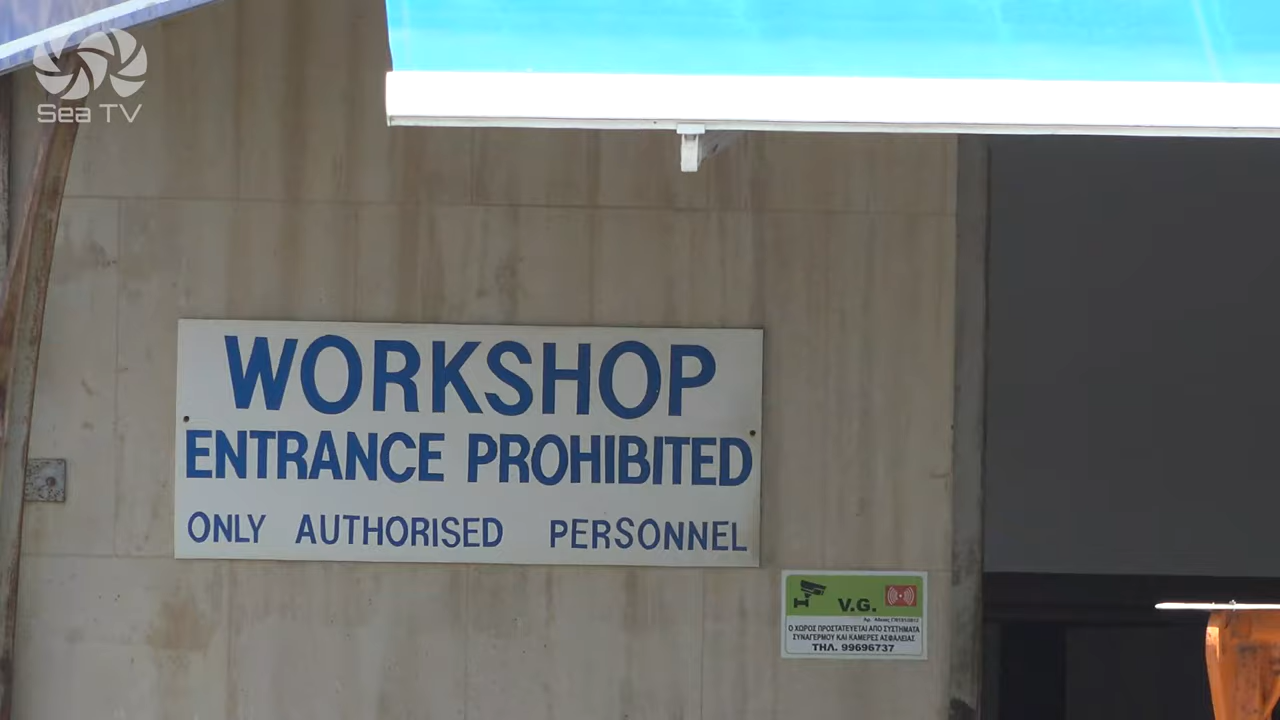 Sea TV
WORKSHOP
ENTRANCE PROHIBITED
ONLY AUTHORISED PERSONNEL
V.G.
Ο ΧΩΡΟΣ ΠΡΟΣΤΑΤΕΥΕΤΑΙ ΑΠΟ ΣΥΣΤΗΜΑΤΑ
ΣΥΝΑΓΕΡΜΟΥ ΚΑΙ ΚΑΜΕΡΕΣ ΑΣΦΑΛΕΙΑΣ
ΤΗΛ. 99696737